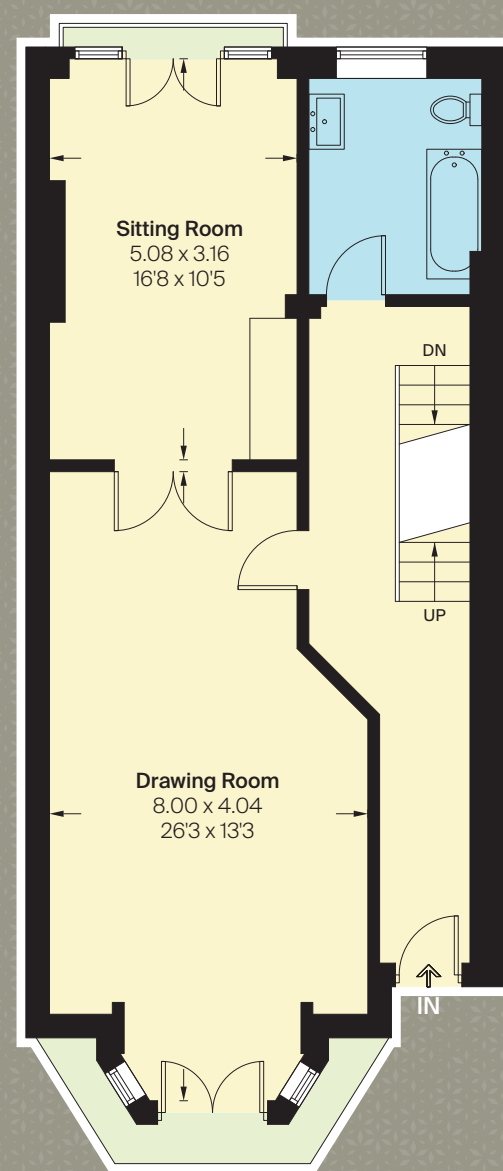 Sitting Room
5.08 x 3.16
16'8 x 10'5
DN
UP
Drawing Room
8.00 x 4.04
26'3 x 13'3
IN